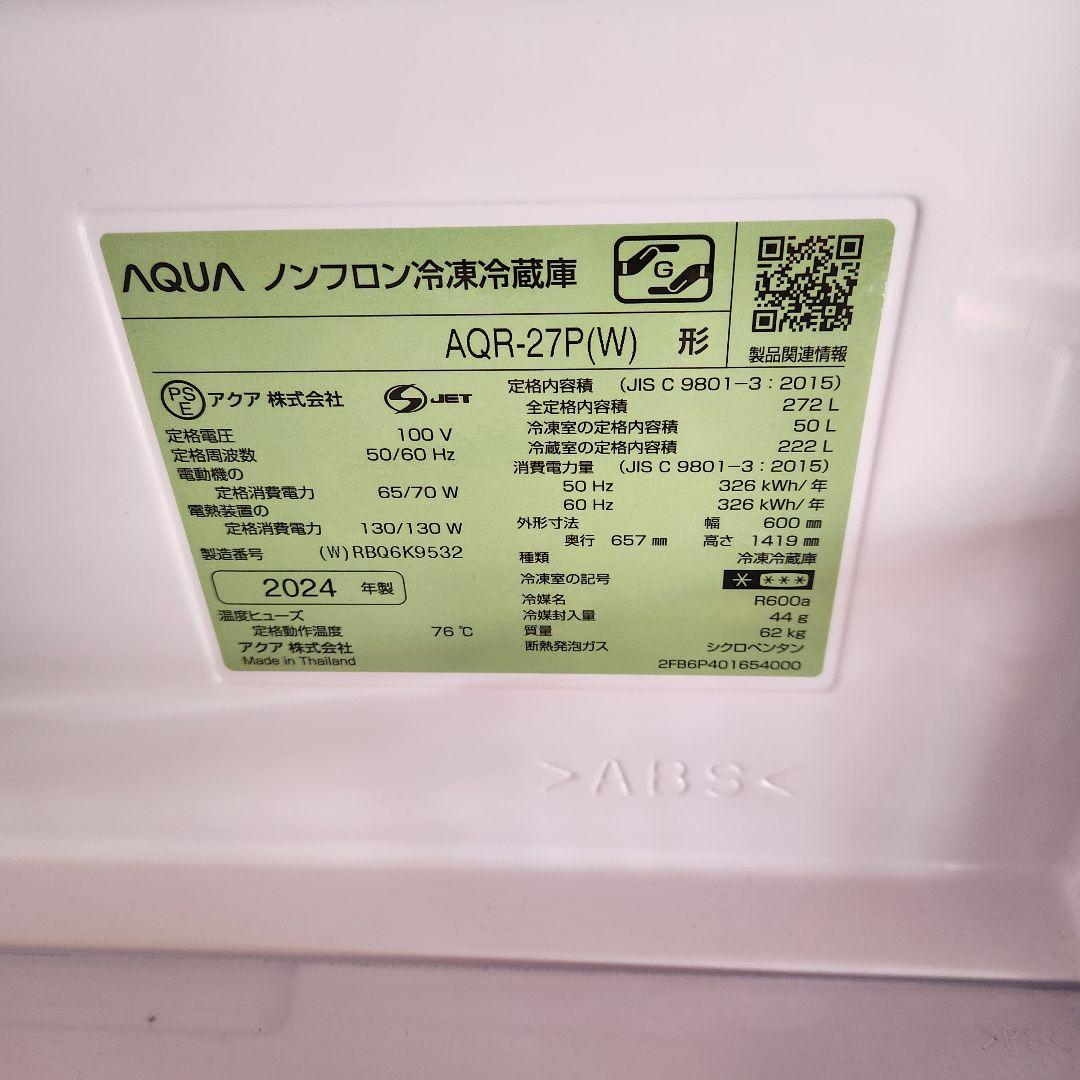 AQUA ノンフロン冷凍冷蔵庫 G
AQR-27P(W) 形
製品関連情報
PSE アクア 株式会社 S JET
定格電圧 100 V
定格周波数 50/60 Hz
電動機の
定格消費電力 65/70 W
電熱装置の
定格消費電力 130/130 W
製造番号 (W)RBQ6K9532
2024 年製
温度ヒューズ
定格動作温度 76 ℃
アクア 株式会社
Made in Thailand
定格内容積 (JIS C 9801-3:2015)
全定格内容積 272 L
冷凍室の定格内容積 50 L
冷蔵室の定格内容積 222 L
消費電力量 (JIS C 9801-3:2015)
50 Hz 326 kWh/年
60 Hz 326 kWh/年
外形寸法 幅 600 ㎜
奥行 657 ㎜ 高さ 1419 ㎜
種類 冷凍冷蔵庫
冷凍室の記号
冷媒名 R600a
冷媒封入量 44 g
質量 62 kg
断熱発泡ガス シクロペンタン
2FB6P401654000
>ABS<